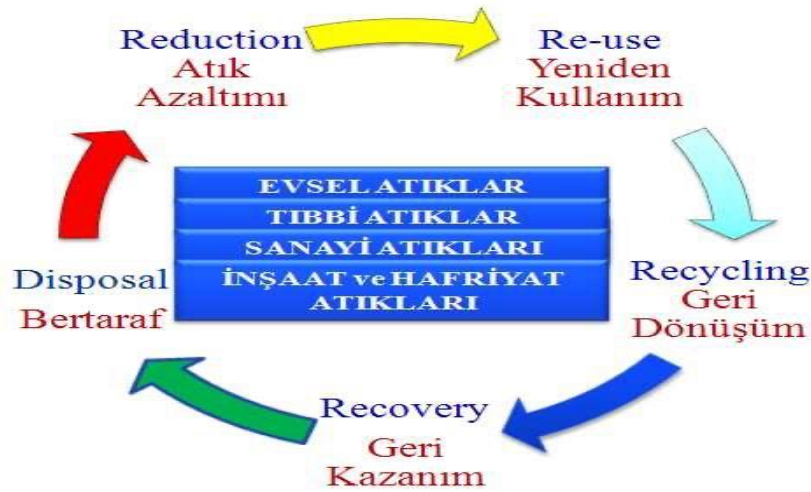 Reduction
Atık
Azaltımı
Re-use
Yeniden
Kullanım
EVSEL ATIKLAR
TIBBİ ATIKLAR
SANAYİ ATIKLARI
İNŞAAT ve HAFRİYAT
ATIKLARI
Recycling
Geri
Dönüşüm
Recovery
Geri
Kazanım
Disposal
Bertaraf